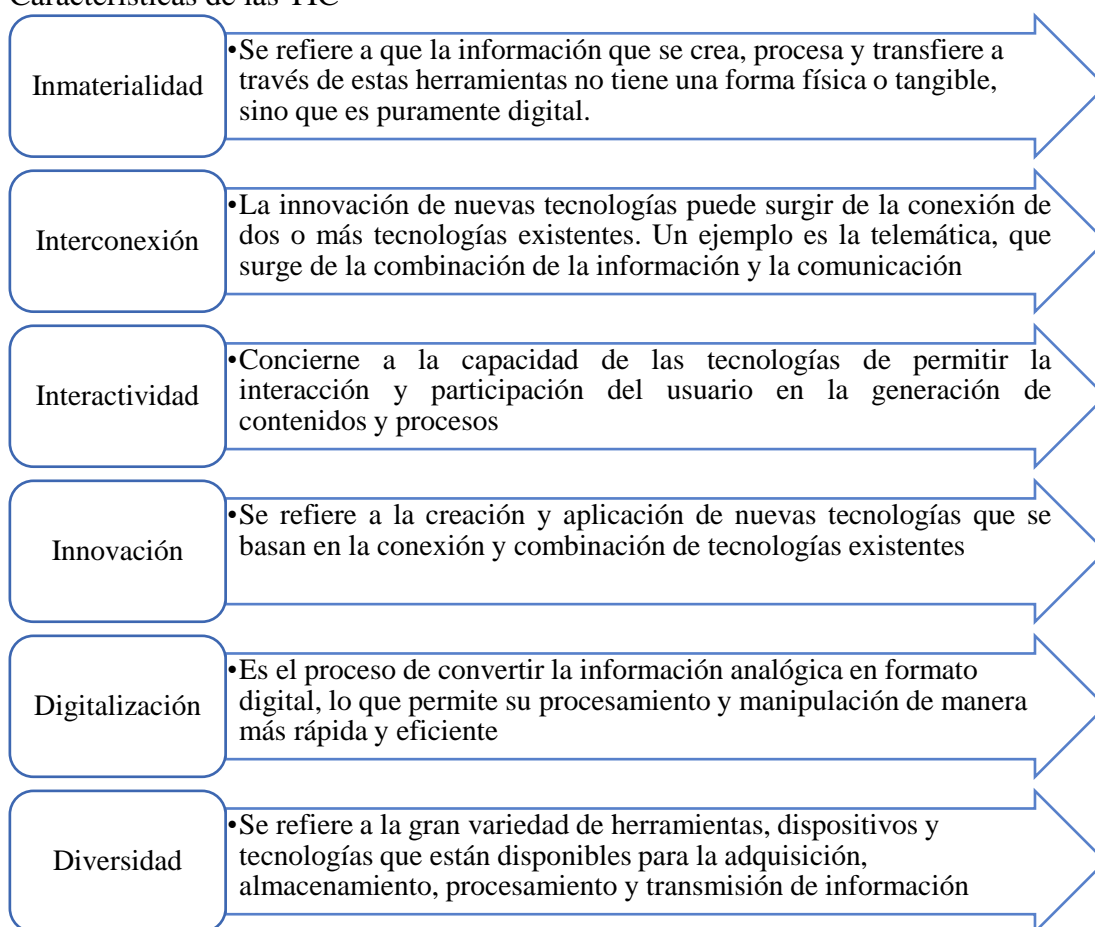 Características de las TIC
Inmaterialidad
•Se refiere a que la información que se crea, procesa y transfiere a
través de estas herramientas no tiene una forma física o tangible,
sino que es puramente digital.
Interconexión
•La innovación de nuevas tecnologías puede surgir de la conexión de
dos o más tecnologías existentes. Un ejemplo es la telemática, que
surge de la combinación de la información y la comunicación
Interactividad
•Concierne a la capacidad de las tecnologías de permitir la
interacción y participación del usuario en la generación de
contenidos y procesos
Innovación
•Se refiere a la creación y aplicación de nuevas tecnologías que se
basan en la conexión y combinación de tecnologías existentes
Digitalización
•Es el proceso de convertir la información analógica en formato
digital, lo que permite su procesamiento y manipulación de manera
más rápida y eficiente
Diversidad
•Se refiere a la gran variedad de herramientas, dispositivos y
tecnologías que están disponibles para la adquisición,
almacenamiento, procesamiento y transmisión de información